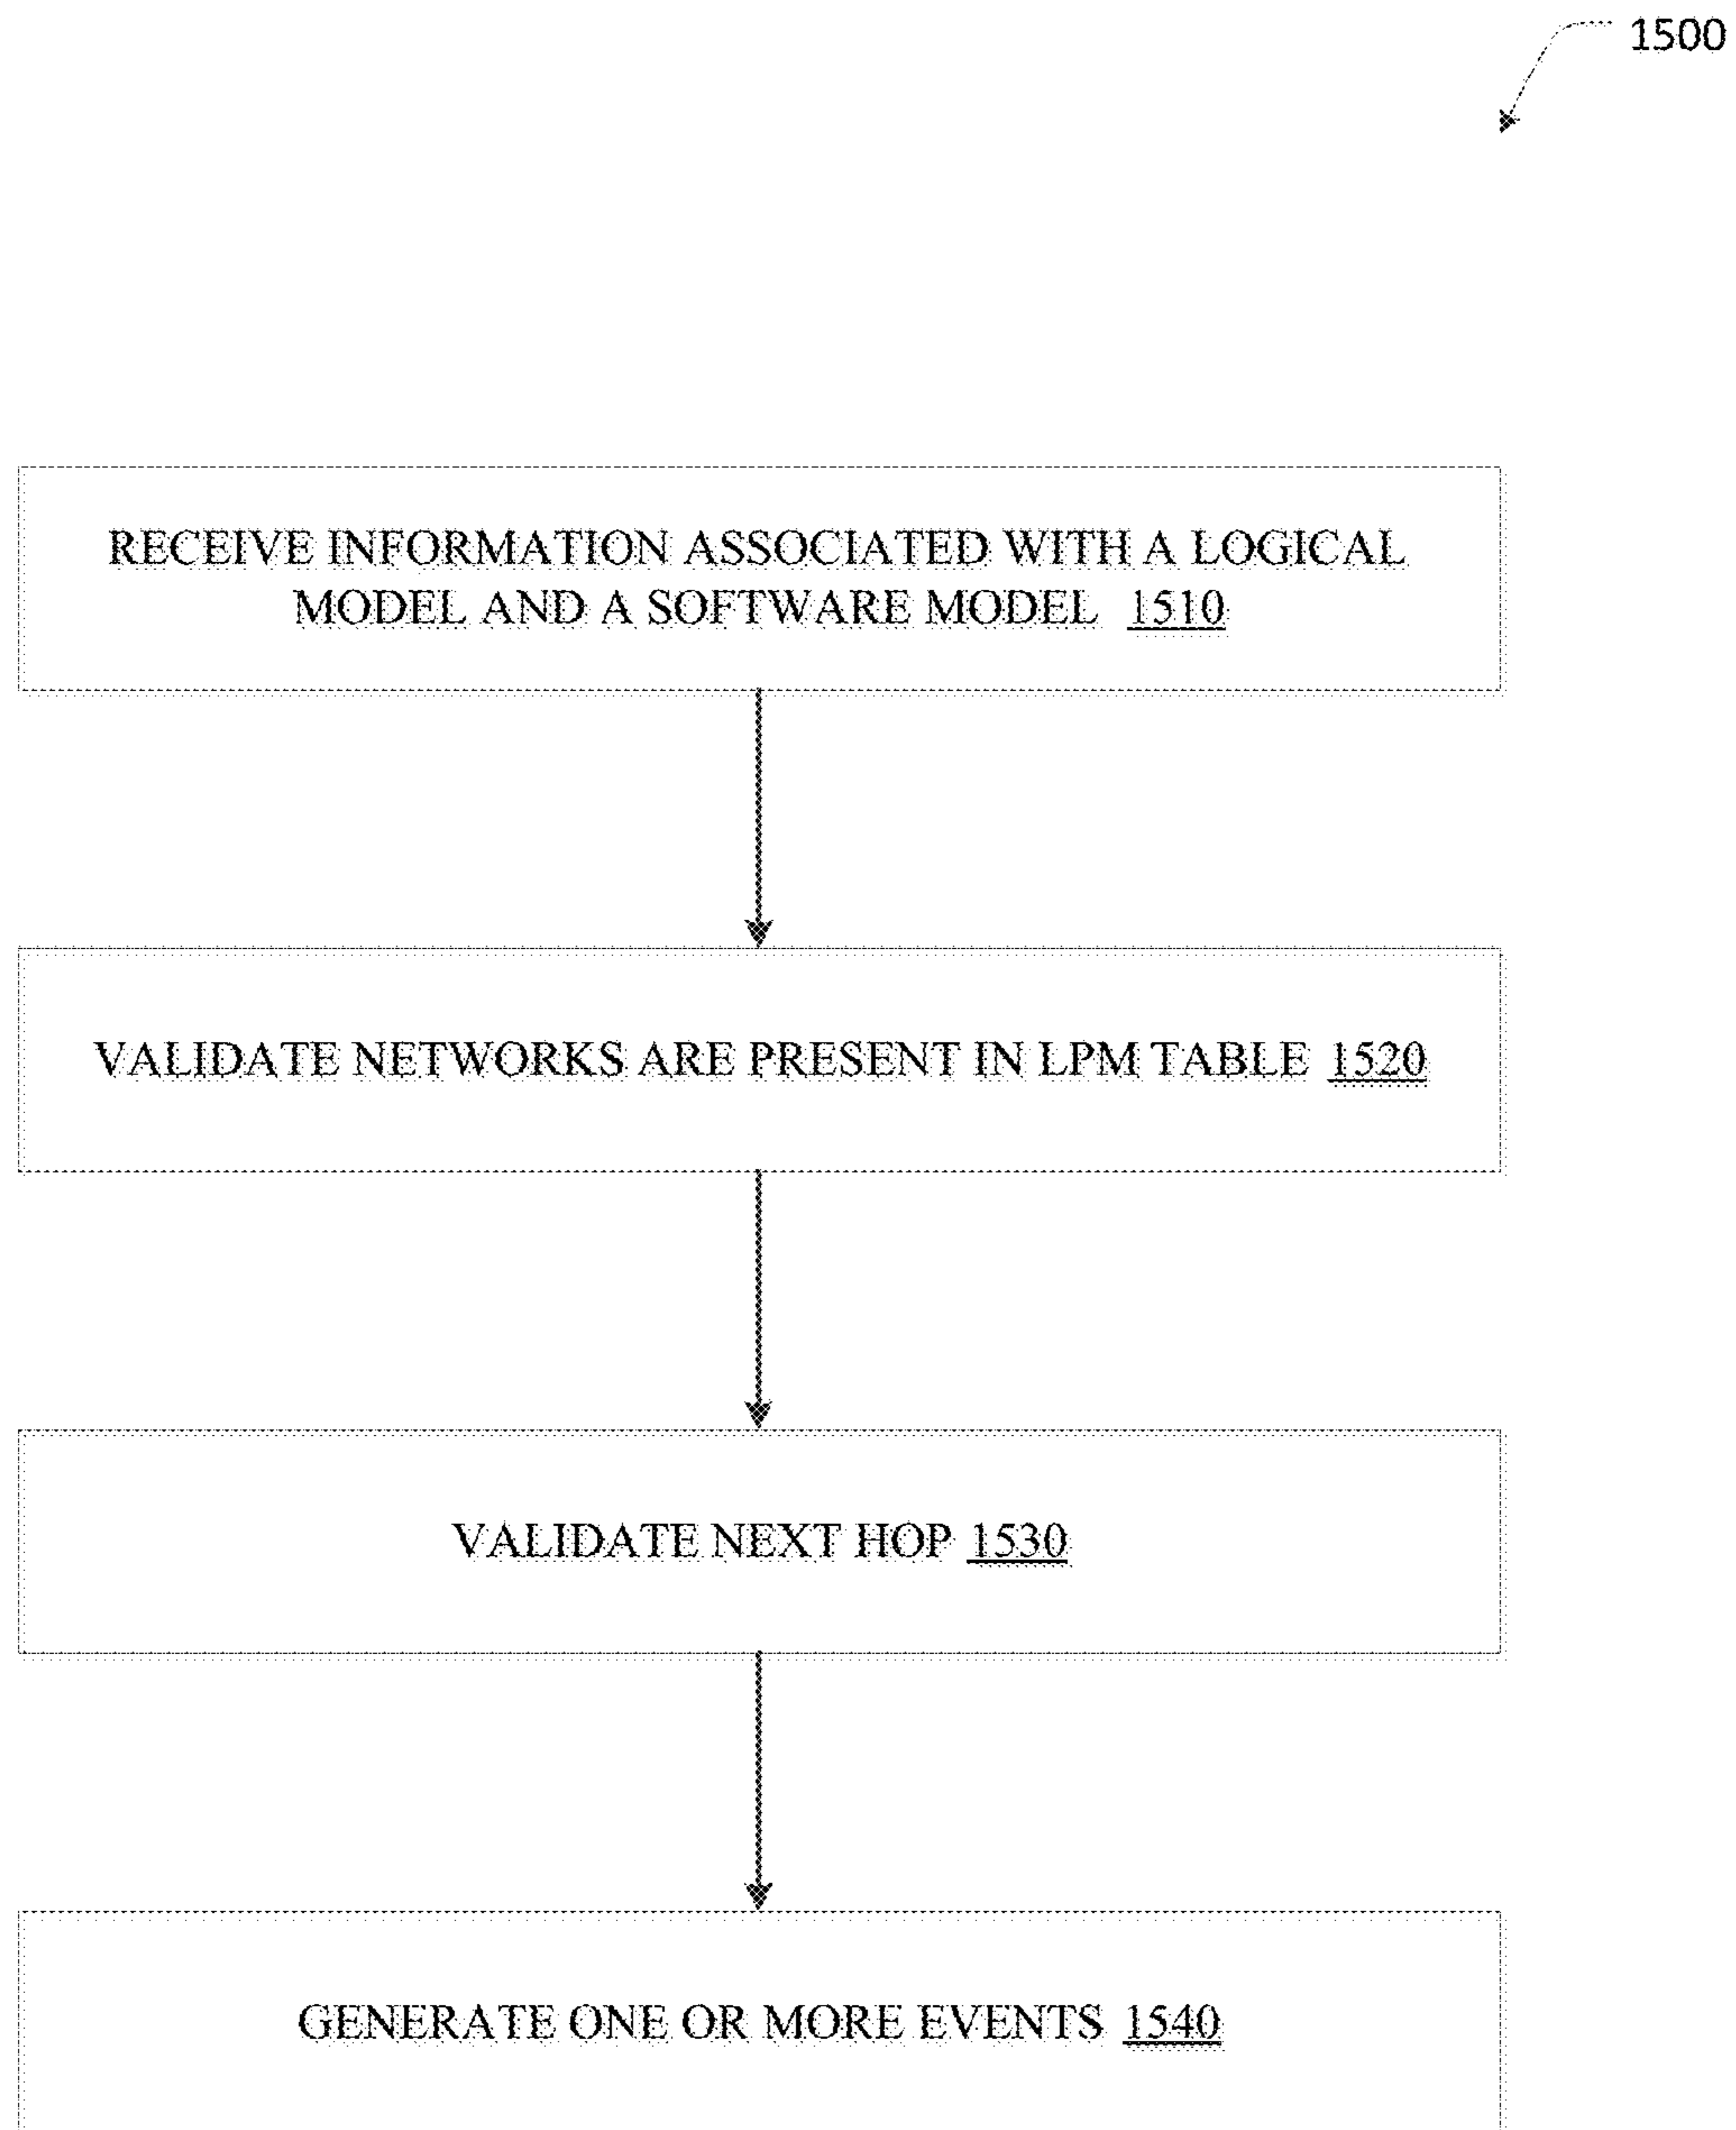 1500
RECEIVE INFORMATION ASSOCIATED WITH A LOGICAL
MODEL AND A SOFTWARE MODEL 1510
VALIDATE NETWORKS ARE PRESENT IN LPM TABLE 1520
VALIDATE NEXT HOP 1530
GENERATE ONE OR MORE EVENTS 1540